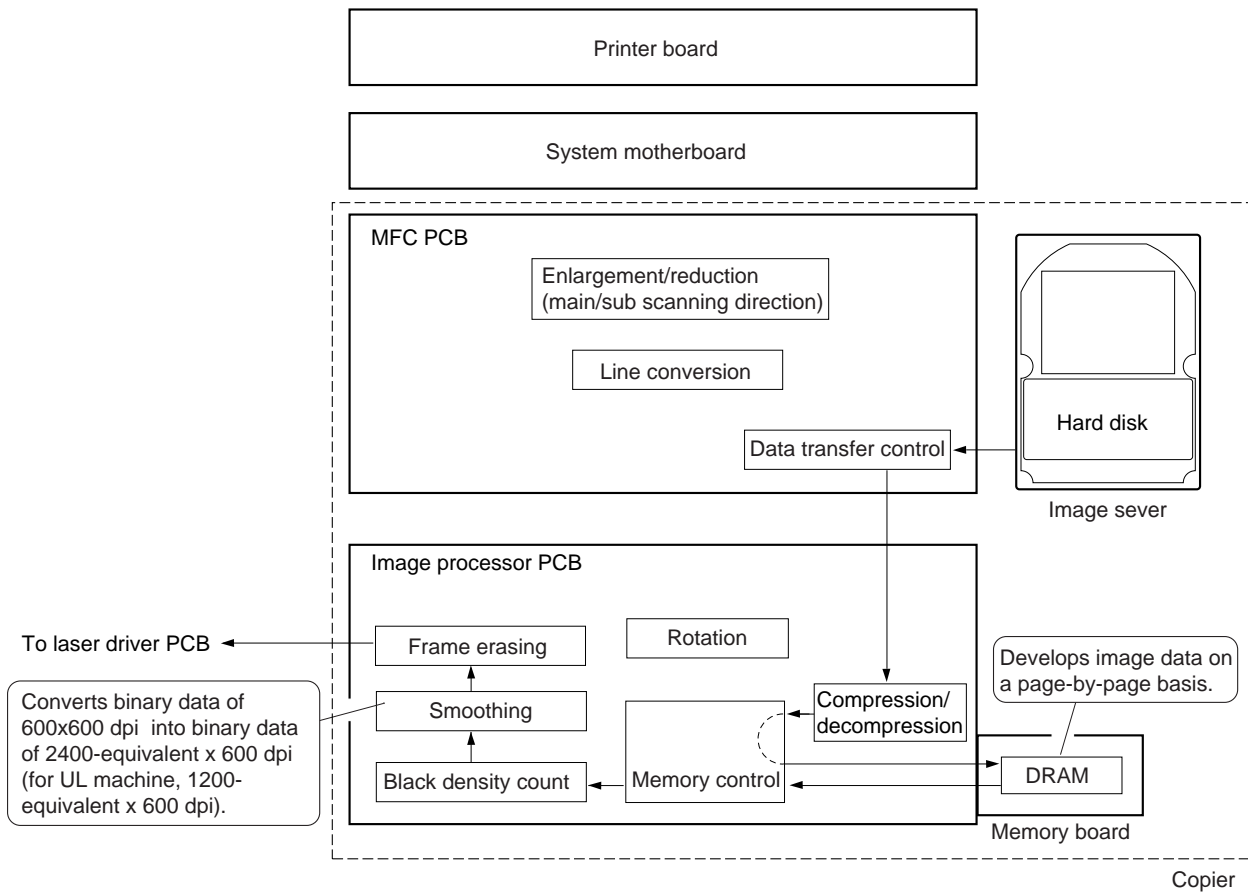 Printer board
System motherboard
MFC PCB
Enlargement/reduction
(main/sub scanning direction)
Line conversion
Data transfer control
Hard disk
Image sever
Image processor PCB
To laser driver PCB
Frame erasing
Rotation
Develops image data on
a page-by-page basis.
Converts binary data of
600x600 dpi into binary data
of 2400-equivalent x 600 dpi
(for UL machine, 1200-
equivalent x 600 dpi).
Smoothing
Compression/
decompression
Black density count
Memory control
DRAM
Memory board
Copier